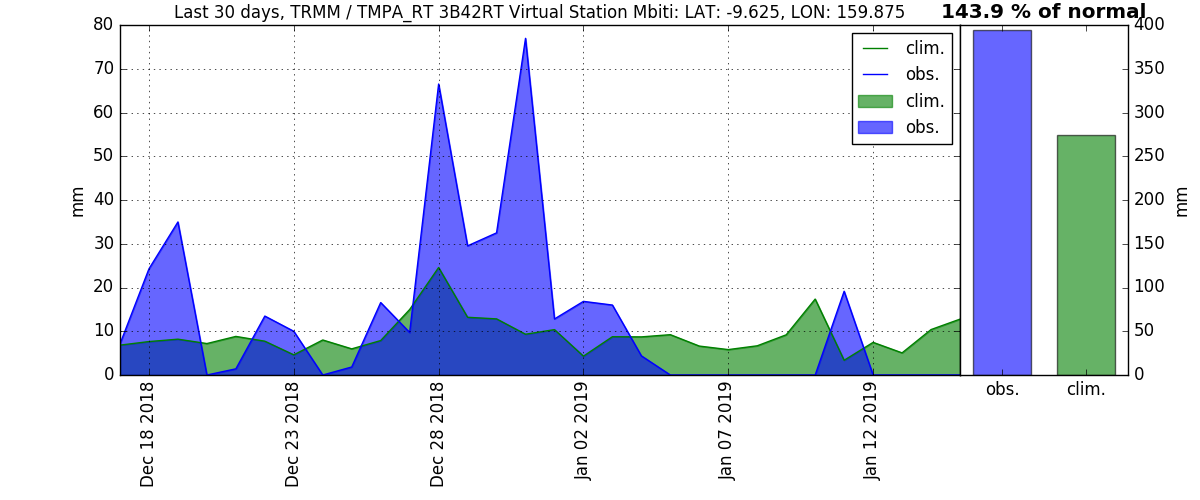 Last 30 days, TRMM / TMPA_RT 3B42RT Virtual Station Mbiti: LAT: -9.625, LON: 159.875
143.9 % of normal
80
70
60
50
40
30
20
10
0
mm
clim.
obs.
clim.
obs.
Dec 18 2018
Dec 23 2018
Dec 28 2018
Jan 02 2019
Jan 07 2019
Jan 12 2019
400
350
300
250
200
150
100
50
0
mm
obs.
clim.